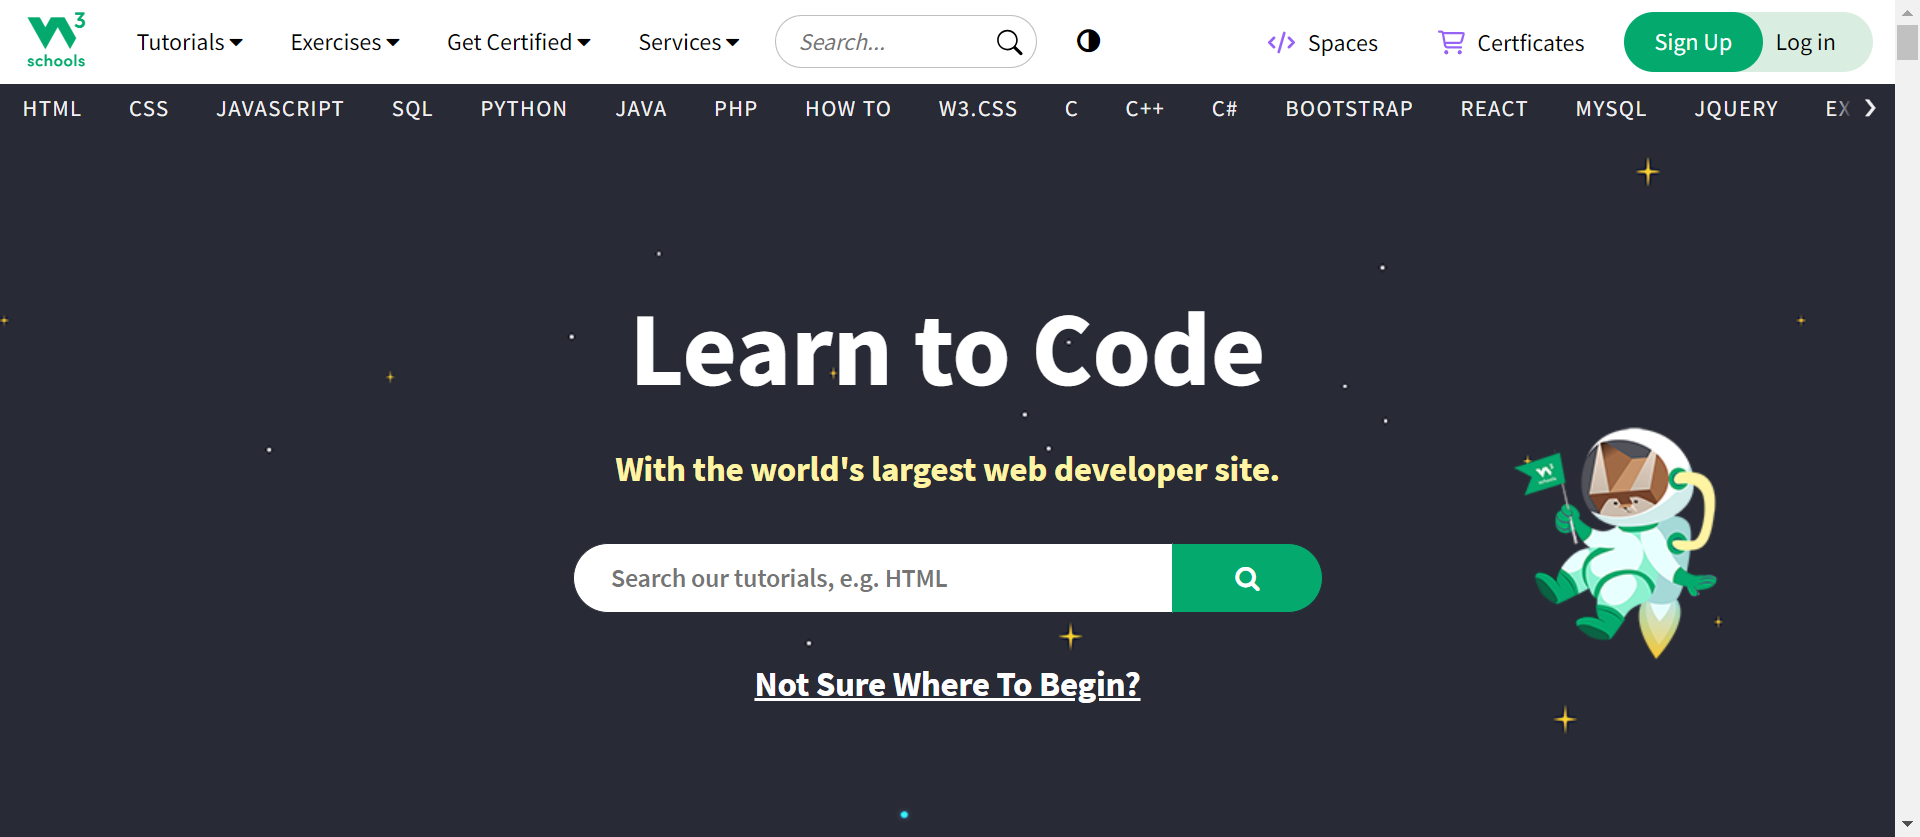 W3 schools
Tutorials Exercises Get Certified Services Search... Spaces Certficates Sign Up Log in
HTML CSS JAVASCRIPT SQL PYTHON JAVA PHP HOW TO W3.CSS C C++ C# BOOTSTRAP REACT MYSQL JQUERY EX
Learn to Code
With the world's largest web developer site.
W3 schools
Search our tutorials, e.g. HTML
Not Sure Where To Begin?